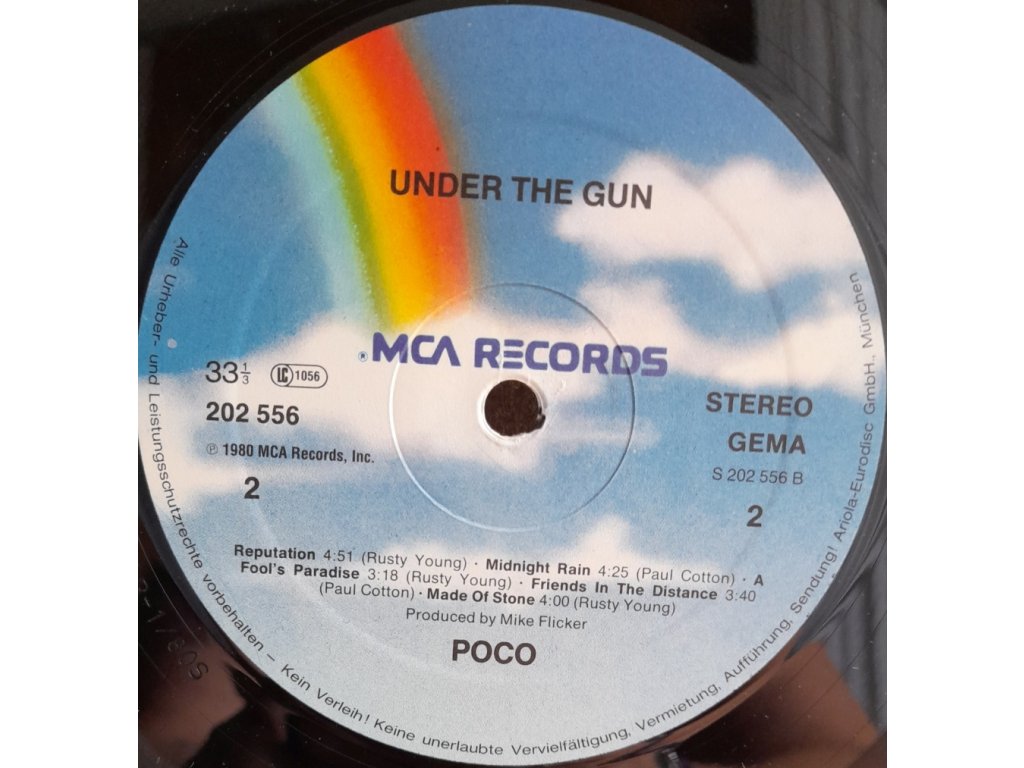 UNDER THE GUN
® MCA RECORDS
33⅓ LC 1056
202 556
℗ 1980 MCA Records, Inc.
2
STEREO
GEMA
S 202 556 B
2
Reputation 4:51 (Rusty Young) · Midnight Rain 4:25 (Paul Cotton) · A
Fool's Paradise 3:18 (Rusty Young) · Friends In The Distance 3:40
(Paul Cotton) · Made Of Stone 4:00 (Rusty Young)
Produced by Mike Flicker
POCO
Alle Urheber- und Leistungsschutzrechte vorbehalten – Kein Verleih! Keine unerlaubte Vervielfältigung, Vermietung, Aufführung, Sendung! Ariola-Eurodisc GmbH., München